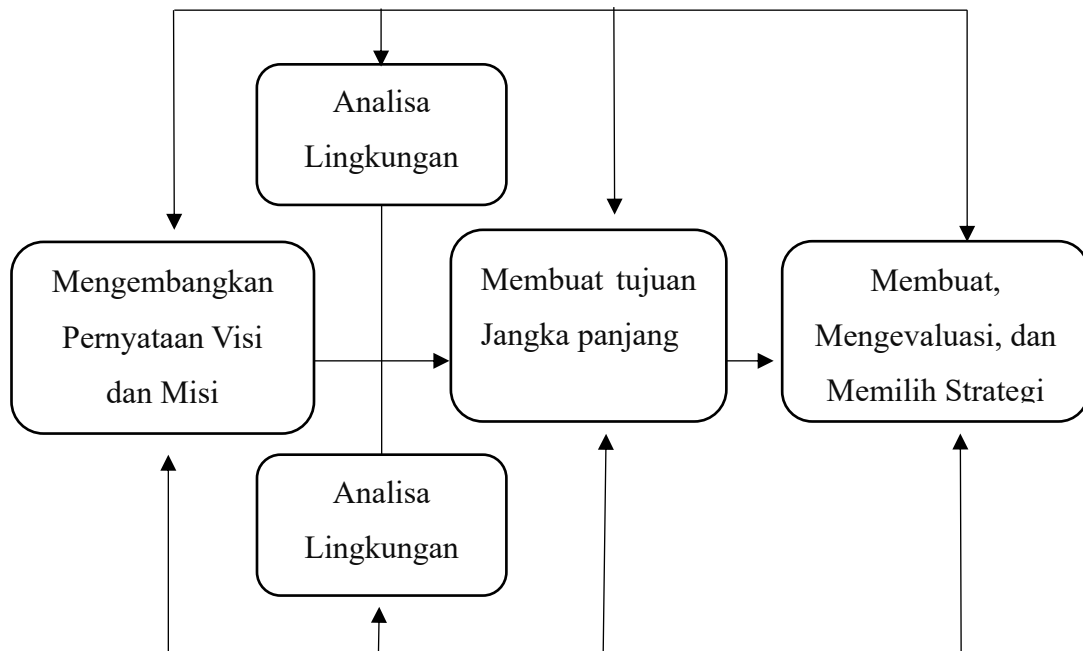 Analisa
Lingkungan
Mengembangkan
Pernyataan Visi
dan Misi
Membuat tujuan
Jangka panjang
Membuat,
Mengevaluasi, dan
Memilih Strategi
Analisa
Lingkungan